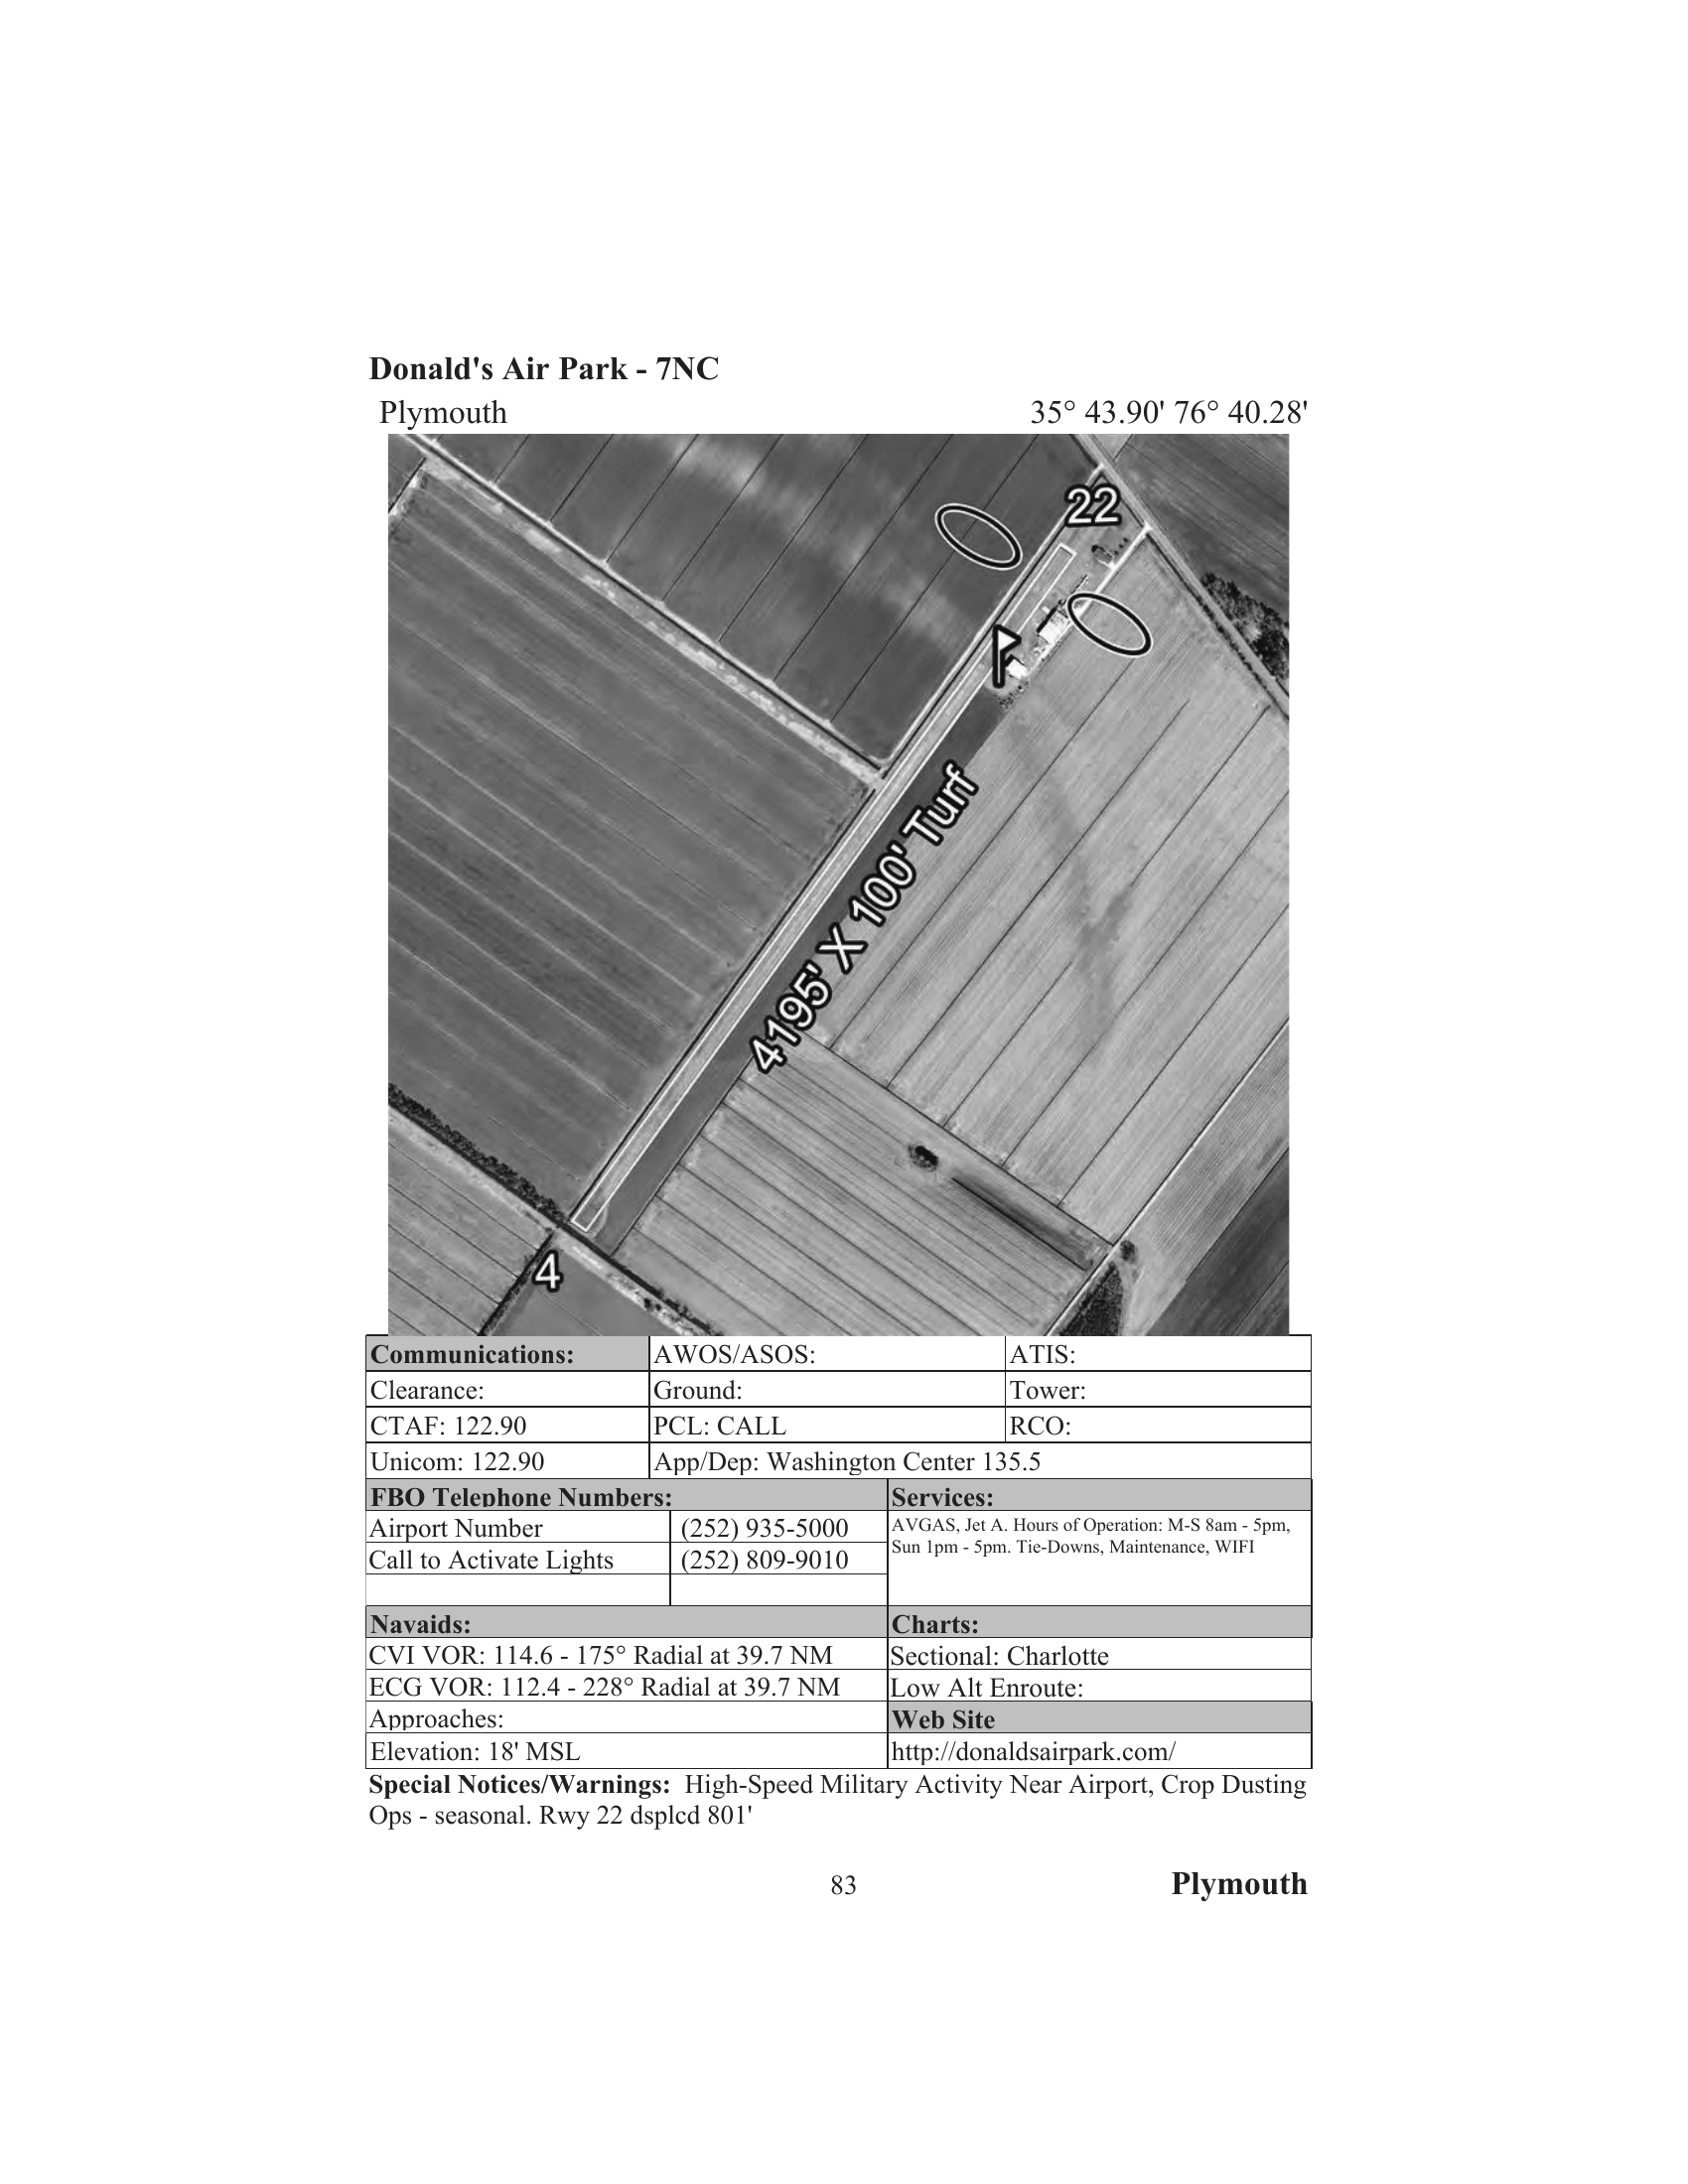 Donald's Air Park - 7NC
Plymouth 35° 43.90' 76° 40.28'
22
4195' X 100' Turf
4
Communications: AWOS/ASOS: ATIS:
Clearance: Ground: Tower:
CTAF: 122.90 PCL: CALL RCO:
Unicom: 122.90 App/Dep: Washington Center 135.5
FBO Telephone Numbers: Services:
Airport Number (252) 935-5000 AVGAS, Jet A. Hours of Operation: M-S 8am - 5pm,
Sun 1pm - 5pm. Tie-Downs, Maintenance, WIFI
Call to Activate Lights (252) 809-9010
Navaids: Charts:
CVI VOR: 114.6 - 175° Radial at 39.7 NM Sectional: Charlotte
ECG VOR: 112.4 - 228° Radial at 39.7 NM Low Alt Enroute:
Approaches: Web Site
Elevation: 18' MSL http://donaldsairpark.com/
Special Notices/Warnings: High-Speed Military Activity Near Airport, Crop Dusting
Ops - seasonal. Rwy 22 dsplcd 801'
83 Plymouth